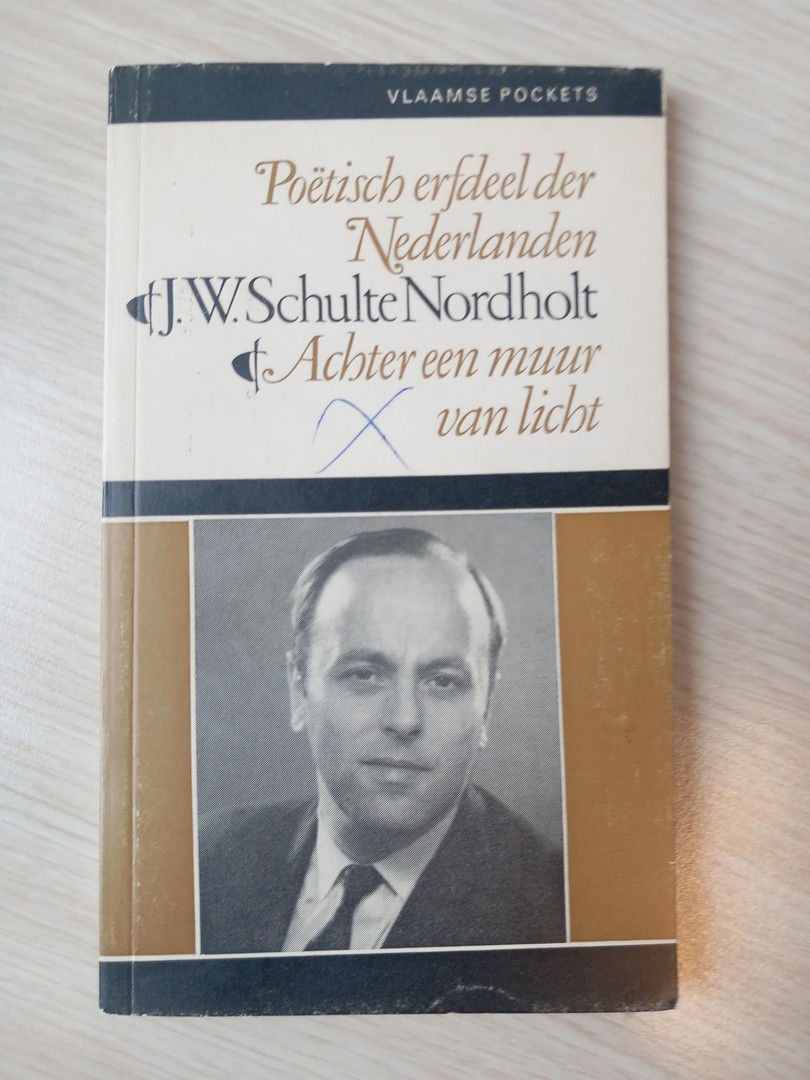 VLAAMSE POCKETS
Poëtisch erfdeel der
Nederlanden
J.W. Schulte Nordholt
Achter een muur
van licht